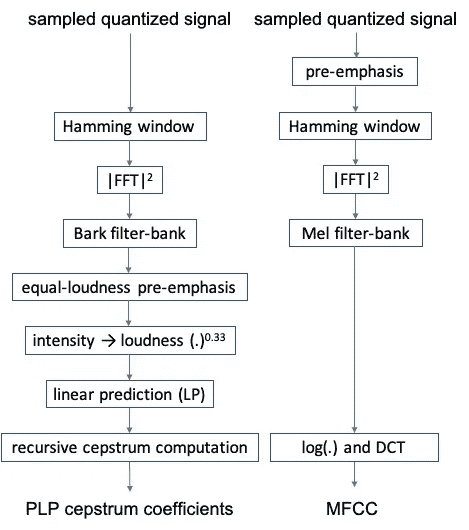 sampled quantized signal
sampled quantized signal
pre-emphasis
Hamming window
Hamming window
|FFT|²
|FFT|²
Bark filter-bank
Mel filter-bank
equal-loudness pre-emphasis
intensity → loudness (.)⁰·³³
linear prediction (LP)
recursive cepstrum computation
log(.) and DCT
PLP cepstrum coefficients
MFCC